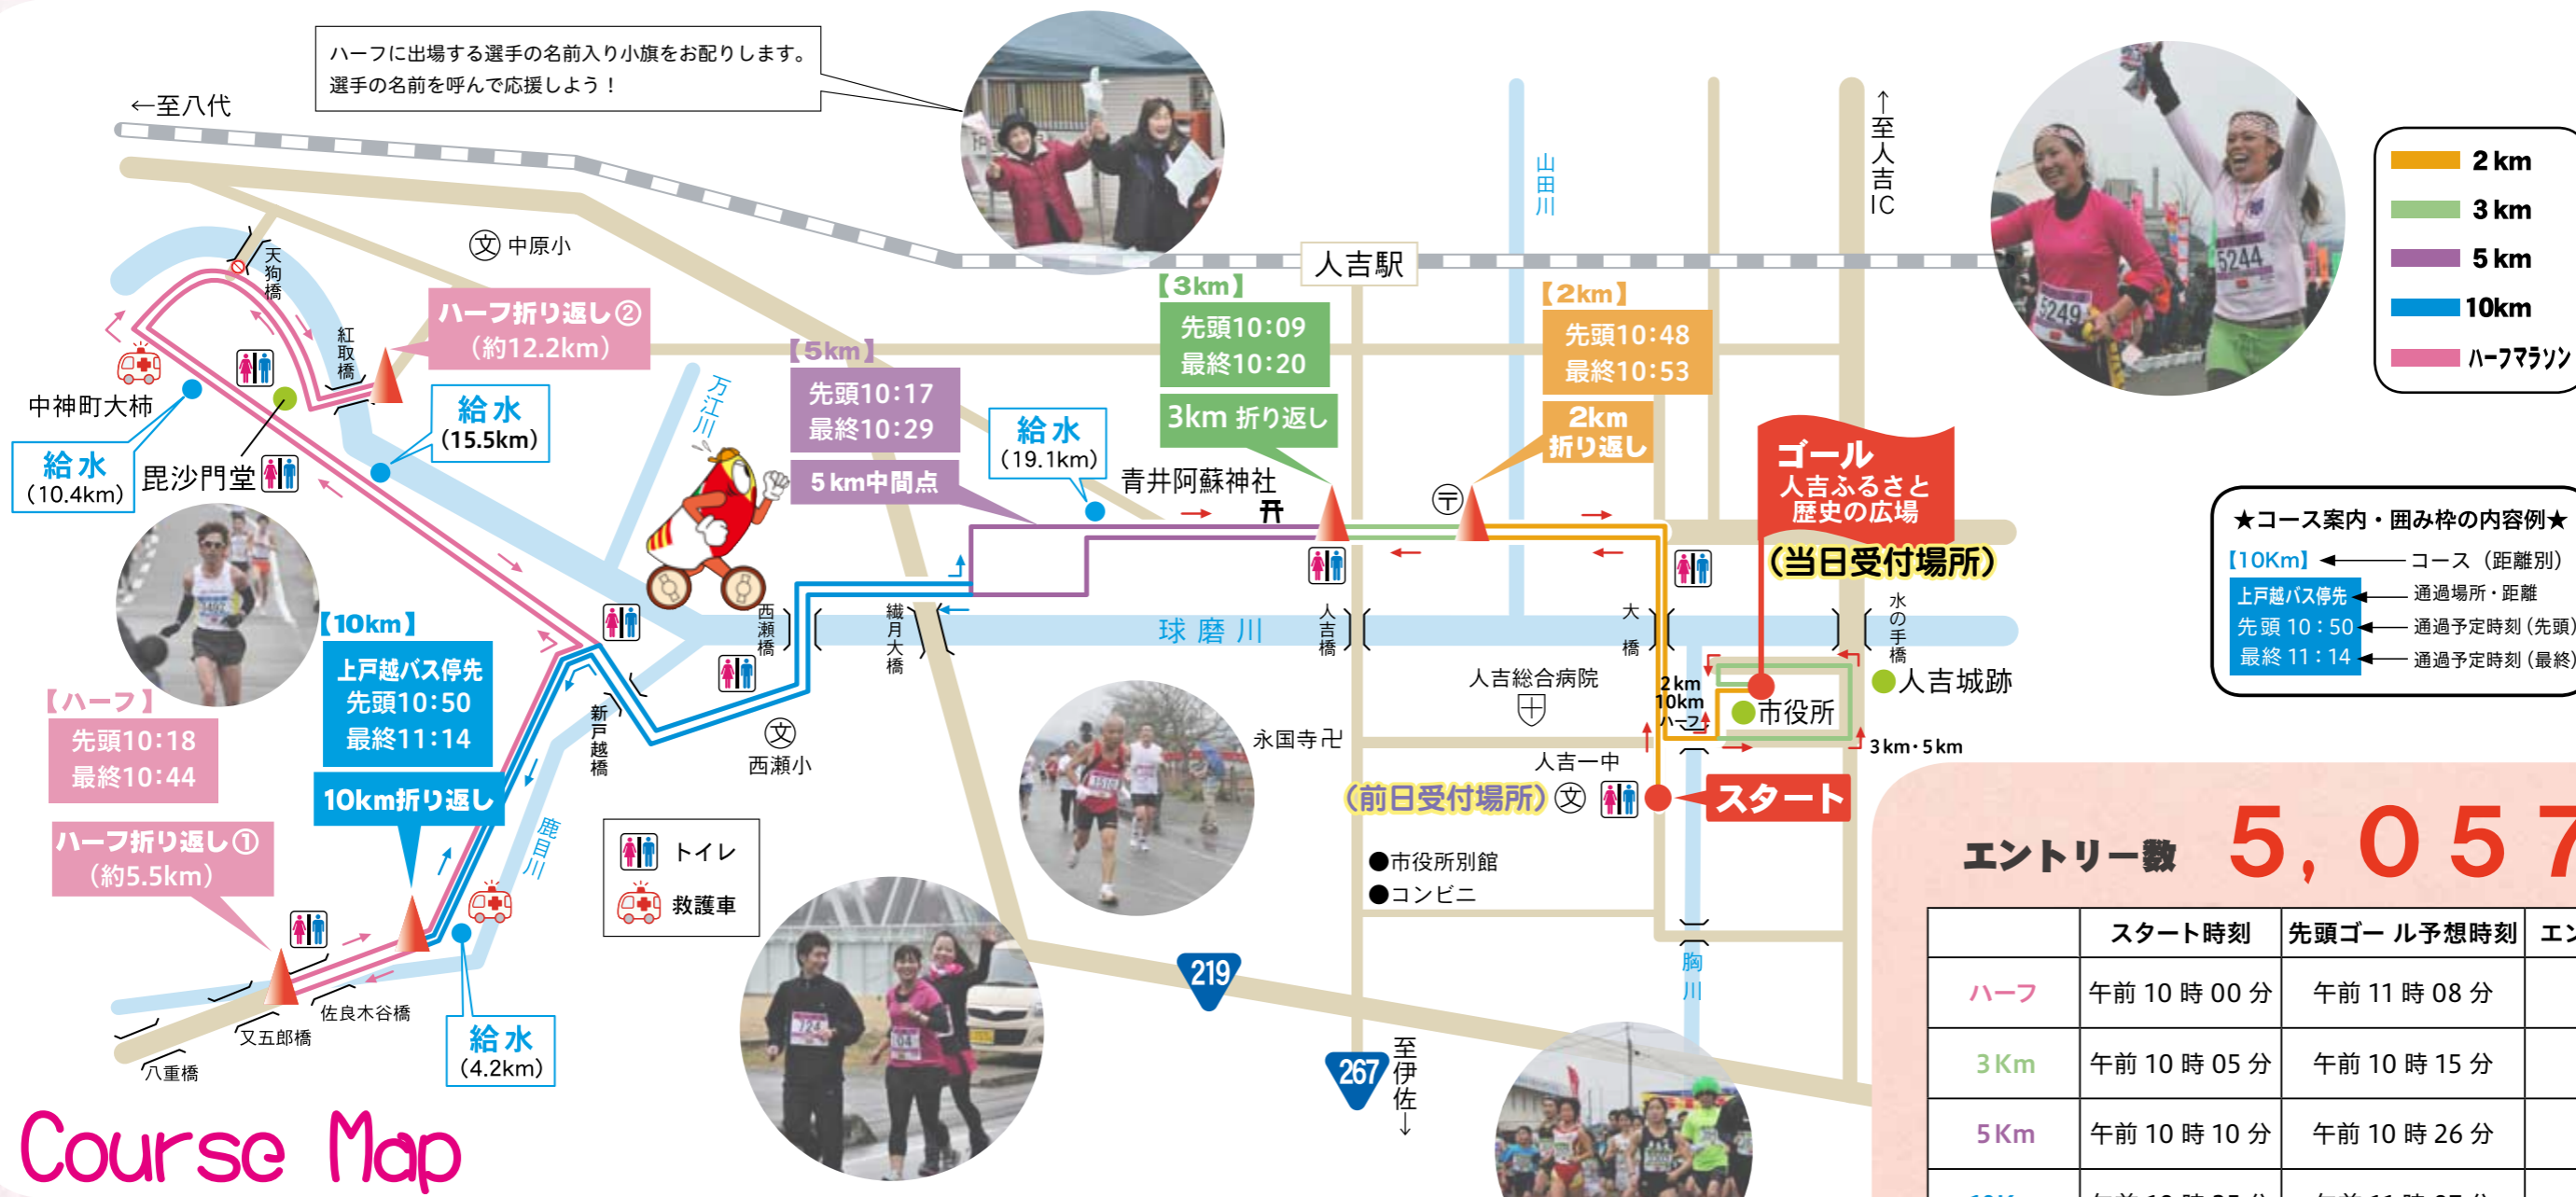 ハーフに出場する選手の名前入り小旗をお配りします。
選手の名前を呼んで応援しよう！
←至八代
↑至人吉IC
山田川
人吉駅
2km
3km
5km
10km
ハーフマラソン
5249
5244
天狗橋
文 中原小
紅取橋
ハーフ折り返し②
（約12.2km）
【3km】
先頭10：09
最終10：20
3km 折り返し
【2km】
先頭10：48
最終10：53
2km
折り返し
【5km】
先頭10：17
最終10：29
5km中間点
万江川
中神町大柿
給水
（10.4km）
毘沙門堂
給水
（15.5km）
給水
（19.1km）
青井阿蘇神社
〒
ゴール
人吉ふるさと
歴史の広場
（当日受付場所）
★コース案内・囲み枠の内容例★
【10Km】 コース（距離別）
上戸越バス停先 通過場所・距離
先頭 10：50 通過予定時刻（先頭）
最終 11：14 通過予定時刻（最終）
西瀬橋
繊月大橋
球磨川
人吉橋
大橋
水の手橋
人吉城跡
市役所
人吉総合病院
2km
10km
ハーフ
3km・5km
永国寺卍
人吉一中
（前日受付場所） 文
スタート
【10km】
上戸越バス停先
先頭10：50
最終11：14
10km折り返し
【ハーフ】
先頭10：18
最終10：44
ハーフ折り返し①
（約5.5km）
新戸越橋
文
西瀬小
鹿目川
トイレ
救護車
●市役所別館
●コンビニ
胸川
219
267
至伊佐→
佐良木谷橋
又五郎橋
八重橋
給水
（4.2km）
Course Map
エントリー数 5,057
スタート時刻 先頭ゴール予想時刻 エン
ハーフ 午前 10 時 00 分 午前 11 時 08 分
3Km 午前 10 時 05 分 午前 10 時 15 分
5Km 午前 10 時 10 分 午前 10 時 26 分